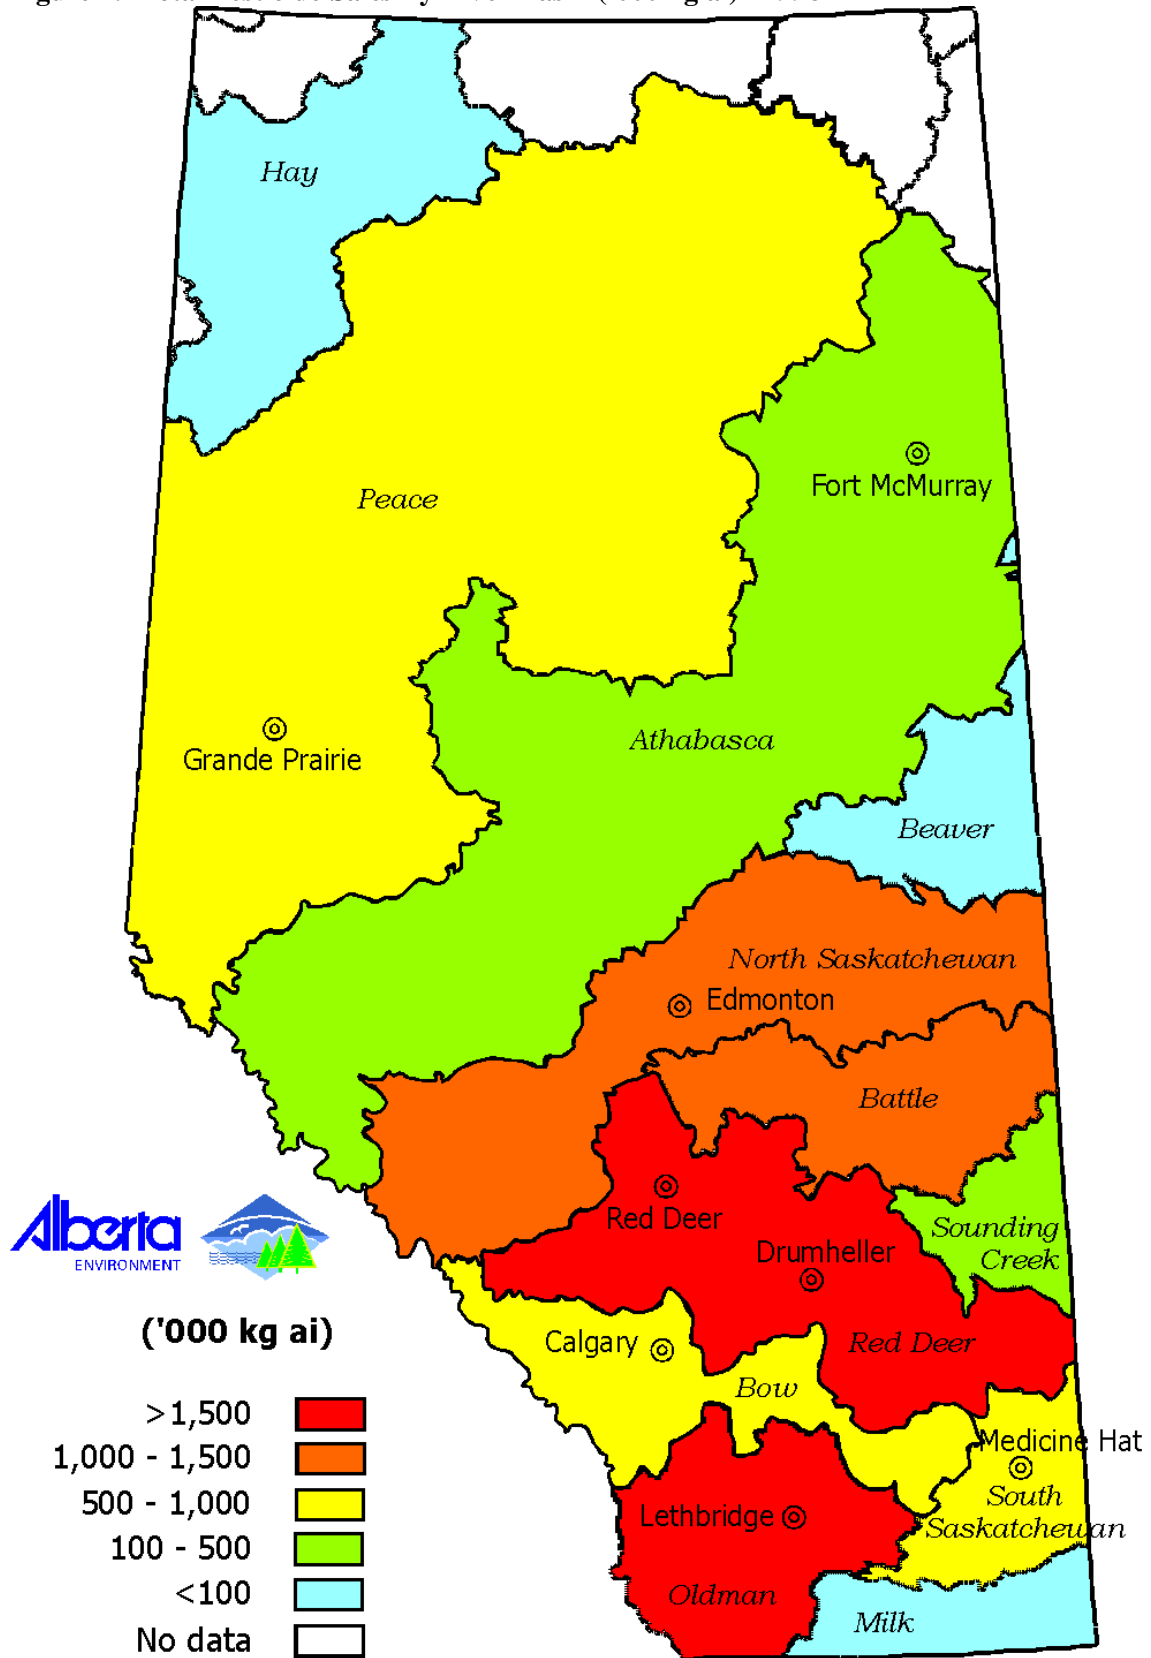 Hay
Peace
Fort McMurray
Grande Prairie
Athabasca
Beaver
North Saskatchewan
Edmonton
Battle
Red Deer
Sounding
Creek
Drumheller
Alberta
ENVIRONMENT
Calgary
Red Deer
Bow
Medicine Hat
South
Saskatchewan
Lethbridge
Oldman
Milk
('000 kg ai)
>1,500
1,000 - 1,500
500 - 1,000
100 - 500
<100
No data